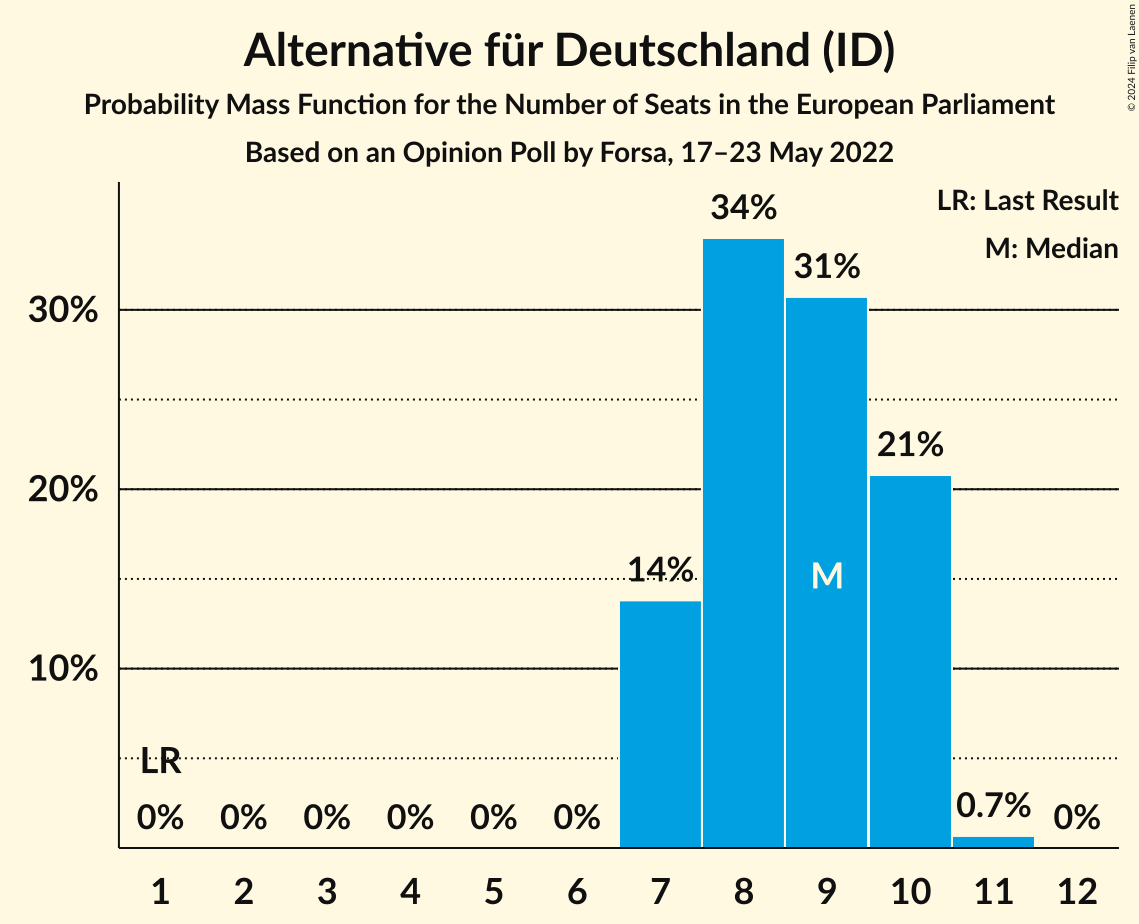 Alternative für Deutschland (ID)
Probability Mass Function for the Number of Seats in the European Parliament
Based on an Opinion Poll by Forsa, 17–23 May 2022
© 2024 Filip van Laenen
LR: Last Result
M: Median
30%
20%
10%
LR
0%
0%
0%
0%
0%
0%
14%
34%
31%
21%
0.7%
0%
M
1 2 3 4 5 6 7 8 9 10 11 12